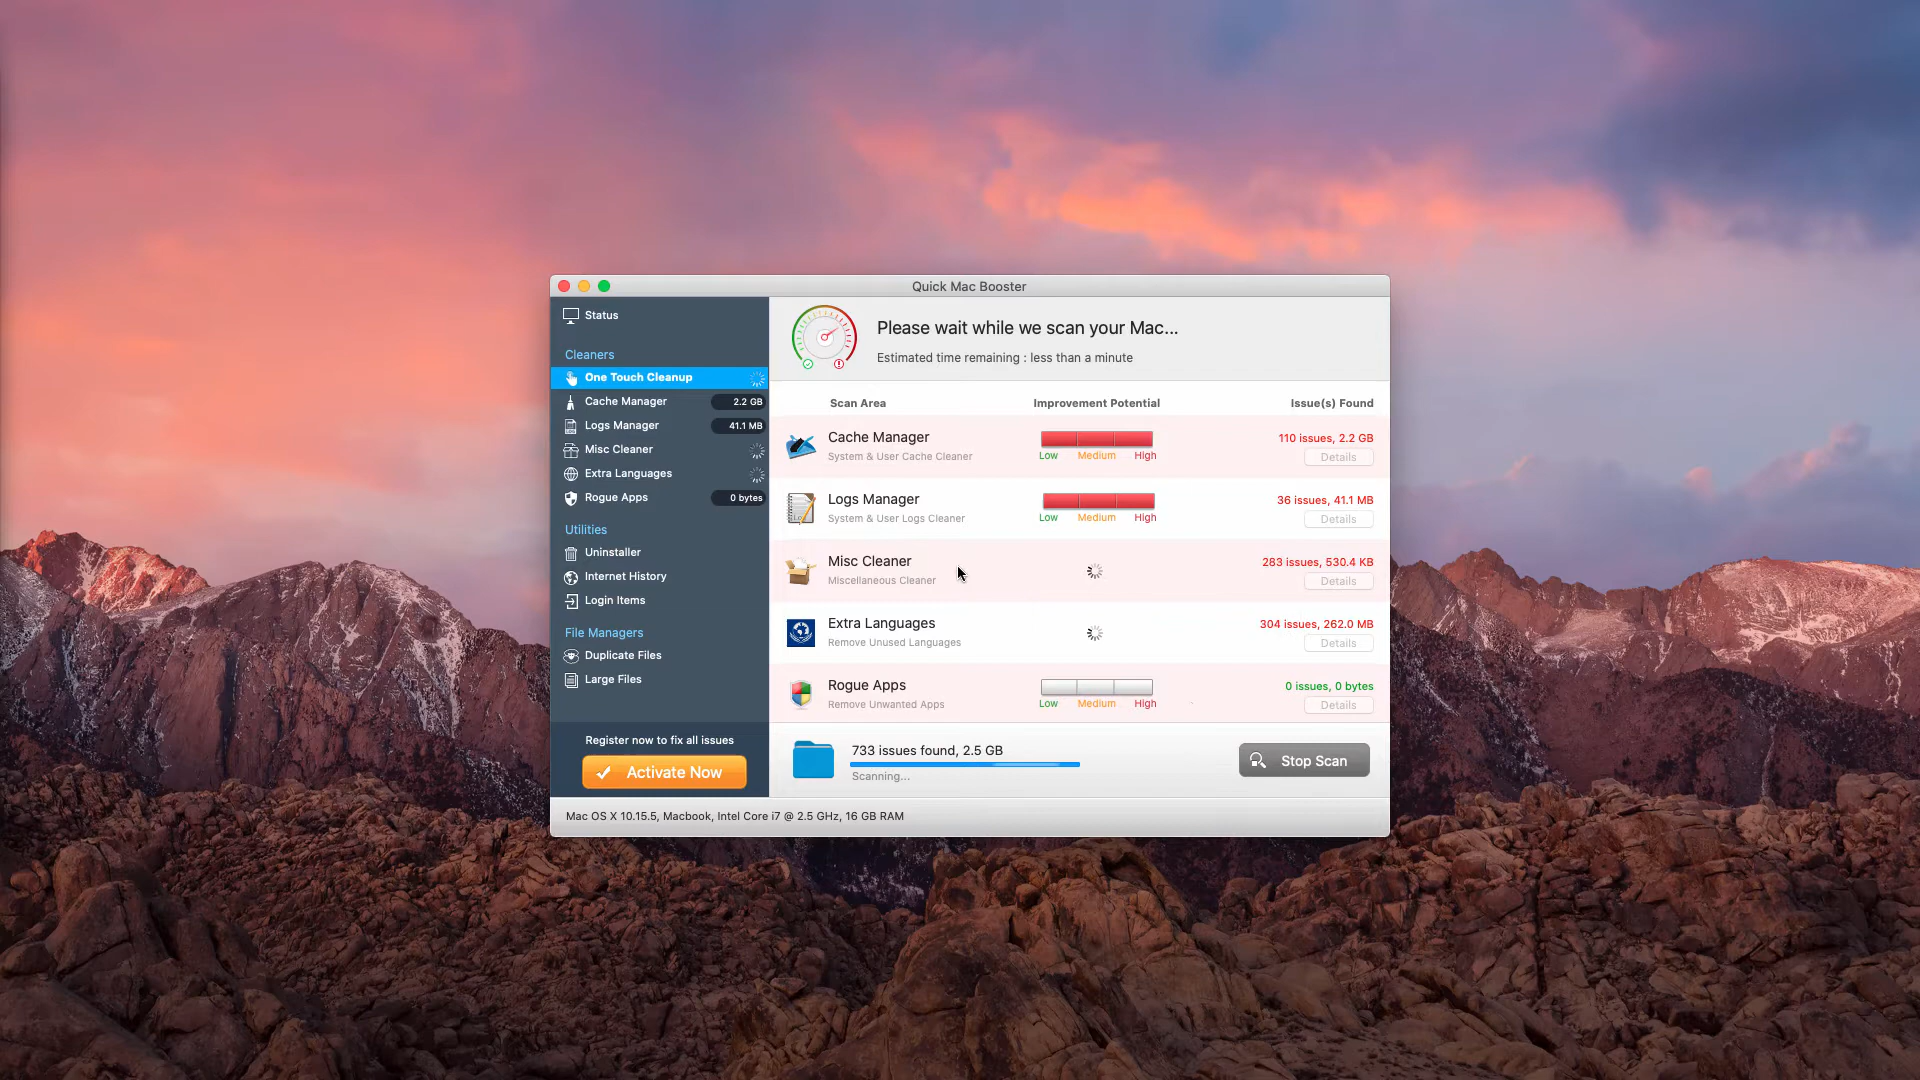 Quick Mac Booster
Status
Cleaners
One Touch Cleanup
Cache Manager 2.2 GB
Logs Manager 41.1 MB
Misc Cleaner
Extra Languages
Rogue Apps 0 bytes
Utilities
Uninstaller
Internet History
Login Items
File Managers
Duplicate Files
Large Files
Register now to fix all issues
Activate Now
Please wait while we scan your Mac...
Estimated time remaining : less than a minute
Scan Area Improvement Potential Issue(s) Found
Cache Manager 110 issues, 2.2 GB
System & User Cache Cleaner Low Medium High Details
Logs Manager 36 issues, 41.1 MB
System & User Logs Cleaner Low Medium High Details
Misc Cleaner 283 issues, 530.4 KB
Miscellaneous Cleaner Details
Extra Languages 304 issues, 262.0 MB
Remove Unused Languages Details
Rogue Apps 0 issues, 0 bytes
Remove Unwanted Apps Low Medium High Details
733 issues found, 2.5 GB
Scanning...
Stop Scan
Mac OS X 10.15.5, Macbook, Intel Core i7 @ 2.5 GHz, 16 GB RAM